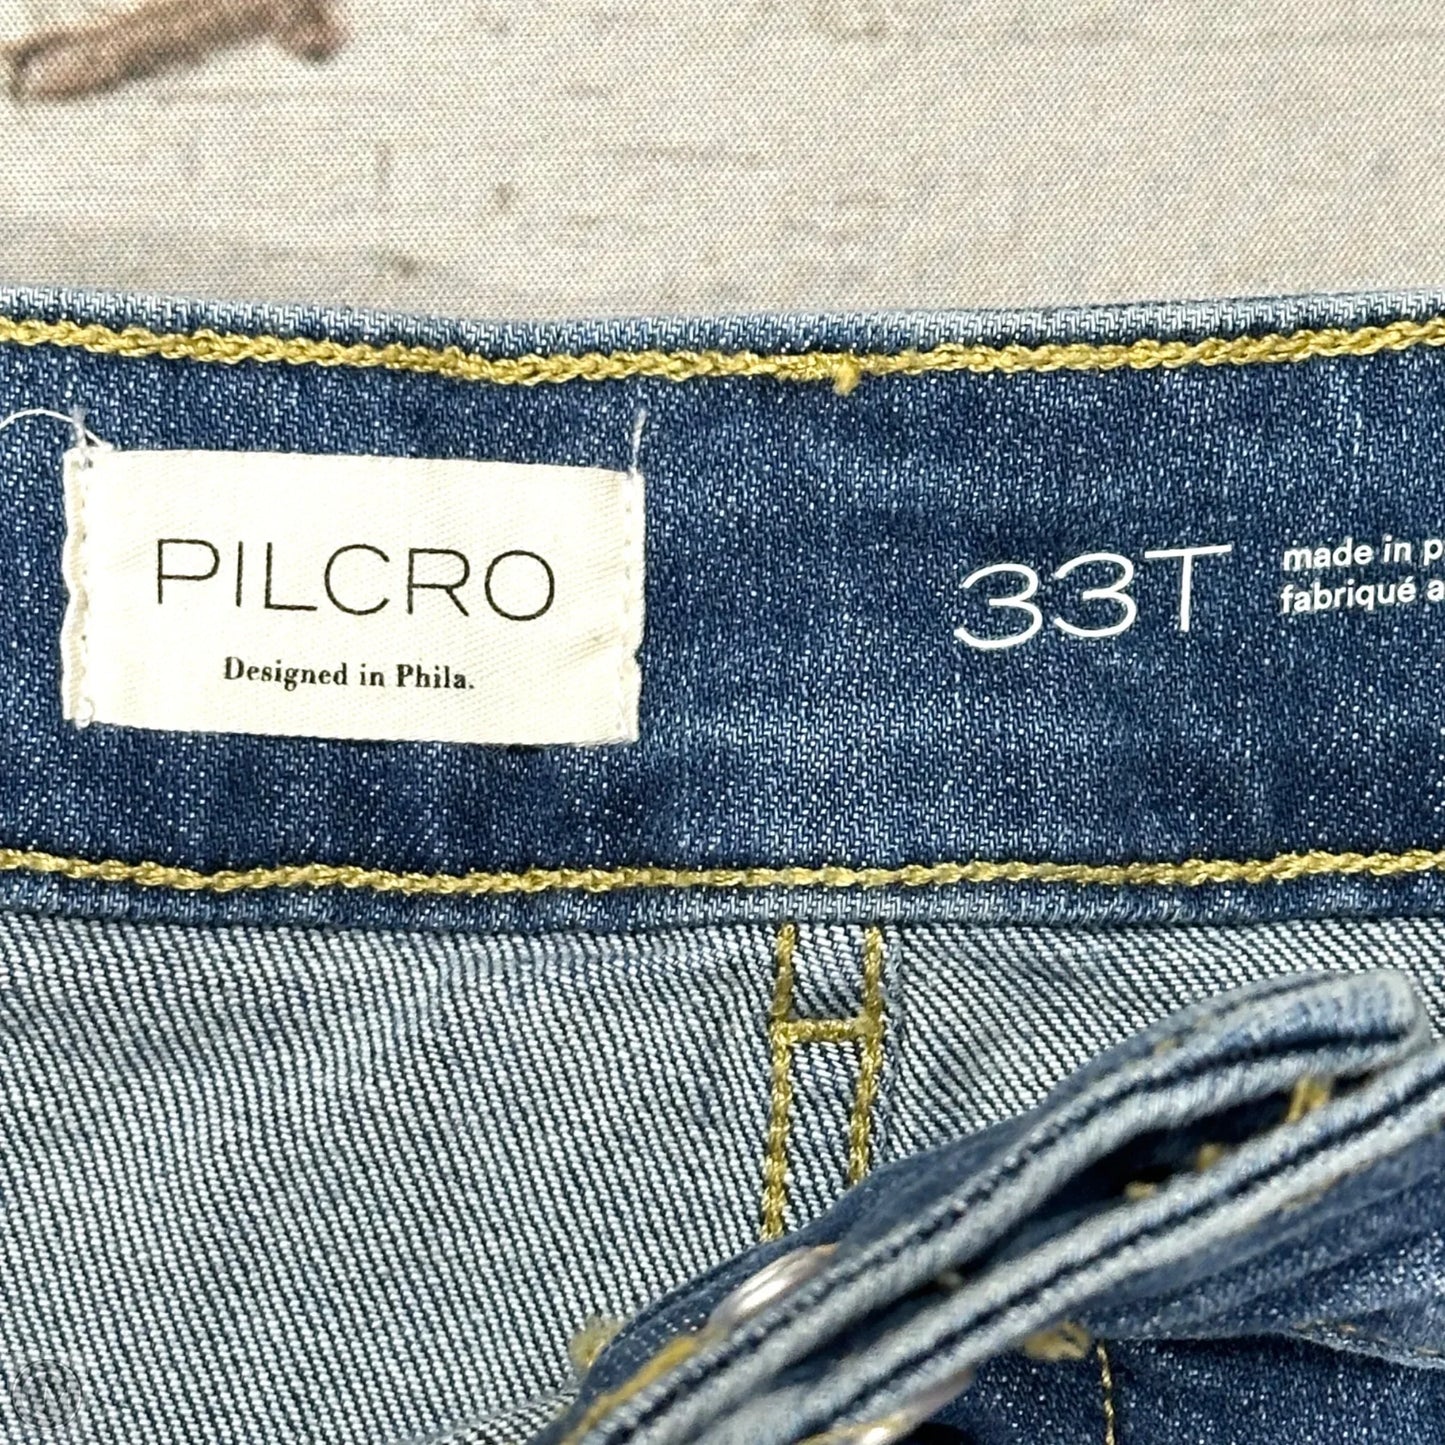 PILCRO
Designed in Phila.
33T
made in p
fabriqué a